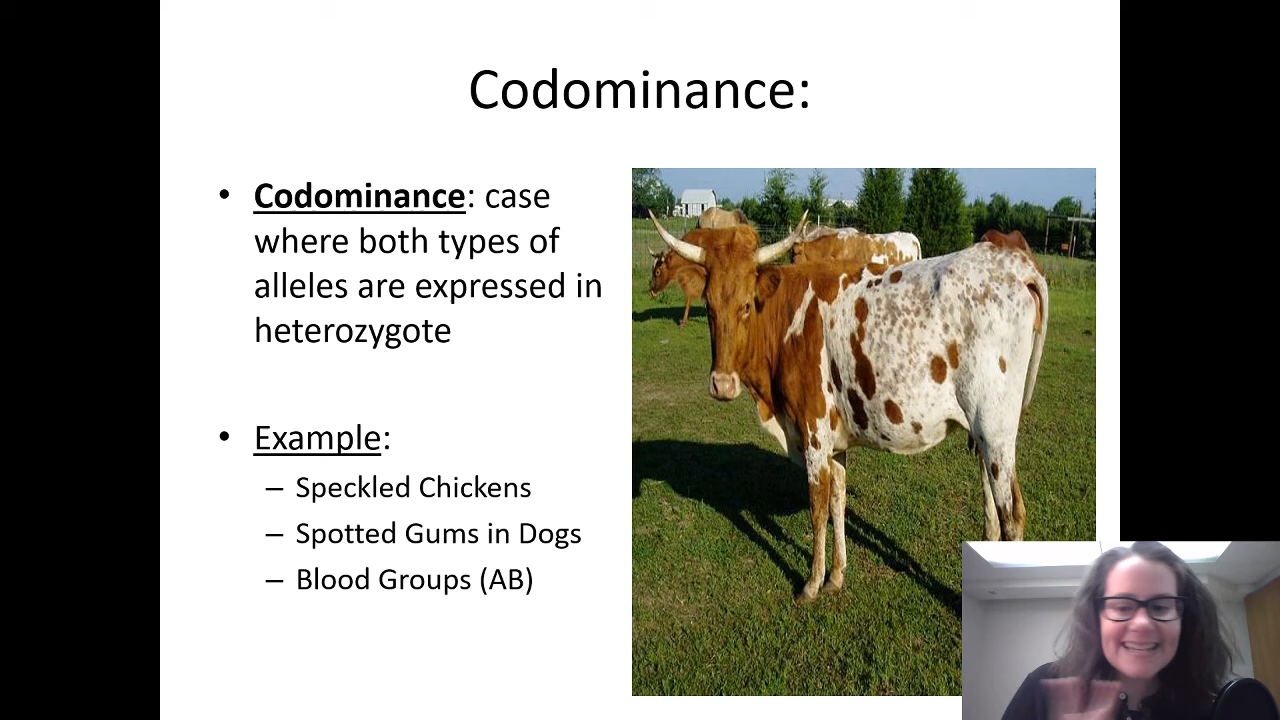 Codominance:
• Codominance: case
where both types of
alleles are expressed in
heterozygote
• Example:
– Speckled Chickens
– Spotted Gums in Dogs
– Blood Groups (AB)